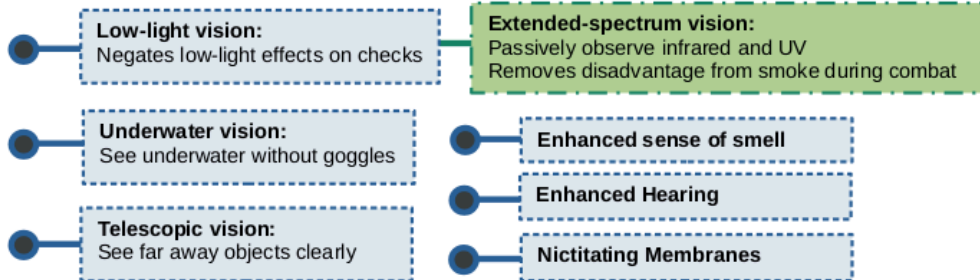 Low-light vision:
Negates low-light effects on checks
Extended-spectrum vision:
Passively observe infrared and UV
Removes disadvantage from smoke during combat
Underwater vision:
See underwater without goggles
Telescopic vision:
See far away objects clearly
Enhanced sense of smell
Enhanced Hearing
Nictitating Membranes